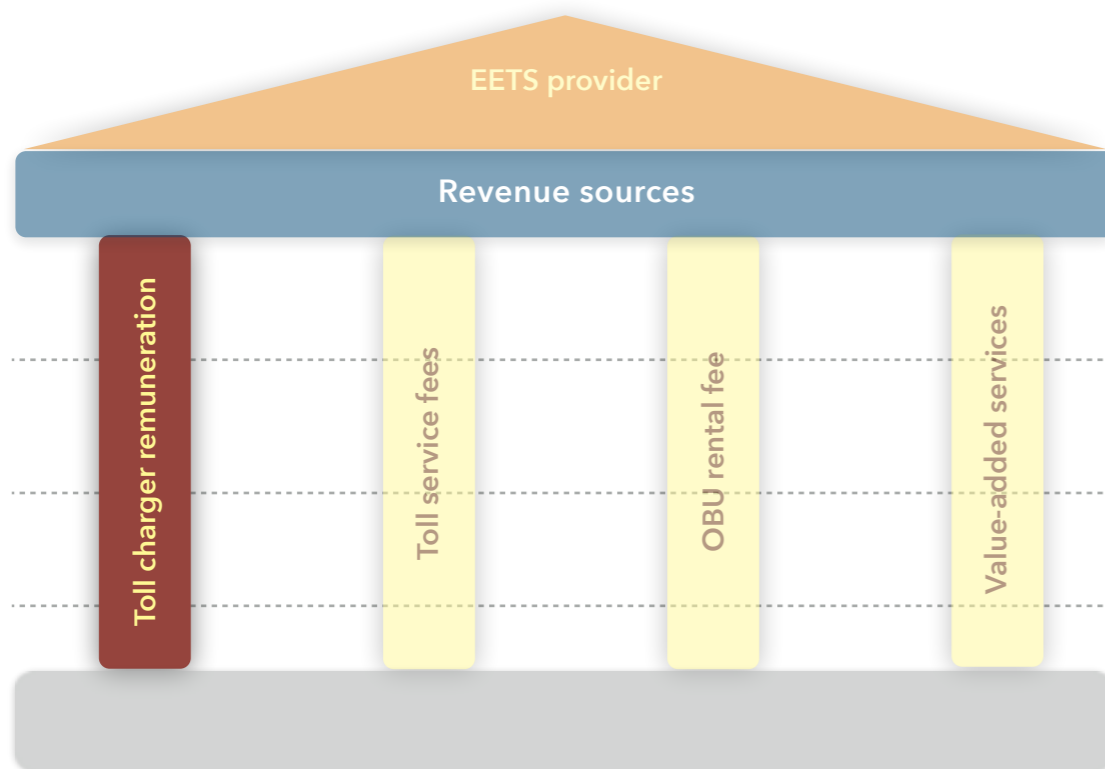 EETS provider
Revenue sources
Toll charger remuneration
Toll service fees
OBU rental fee
Value-added services